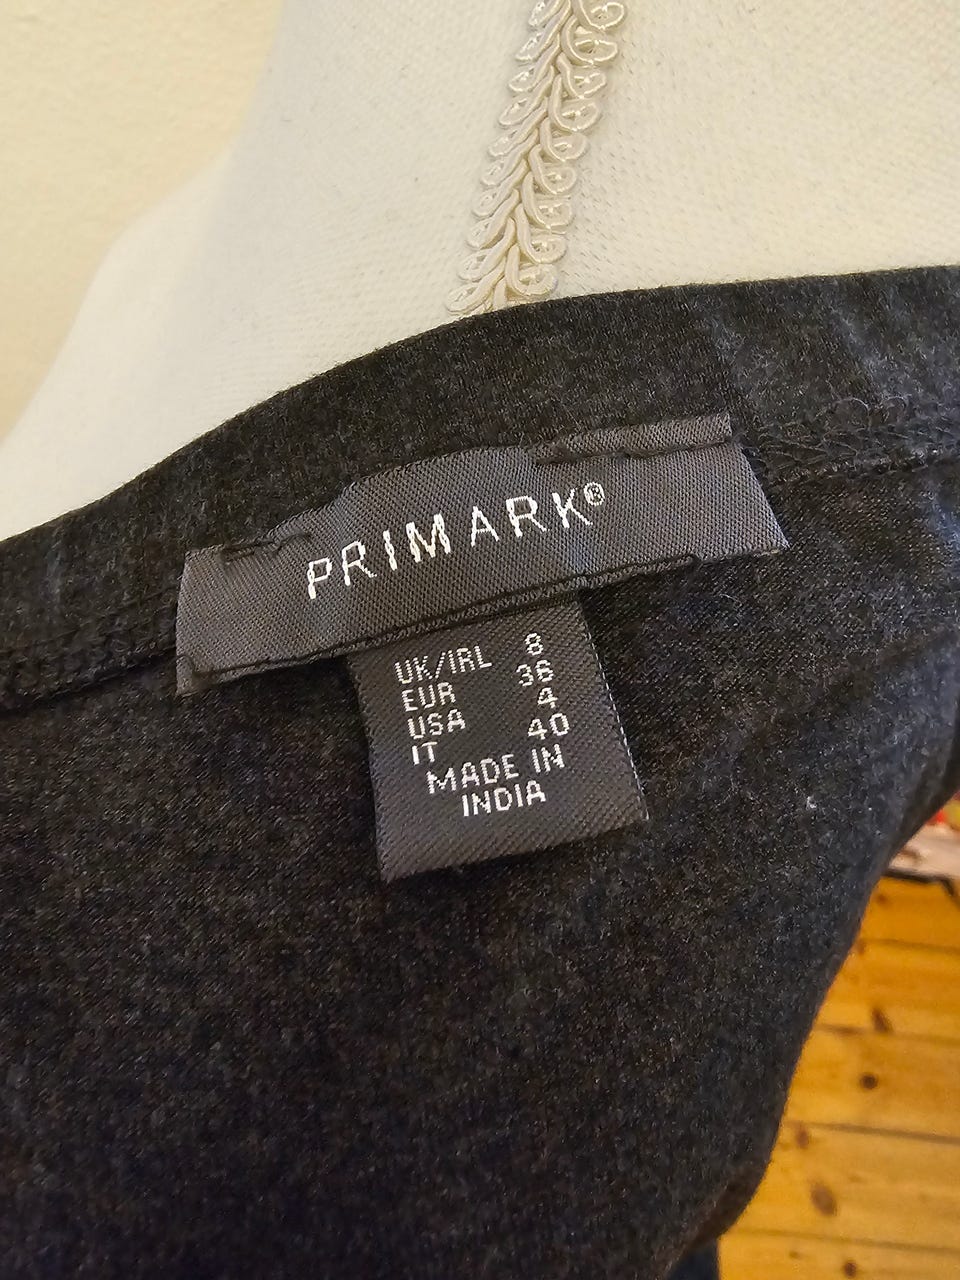 PRIMARK®
UK/IRL 8
EUR 36
USA 4
IT 40
MADE IN
INDIA